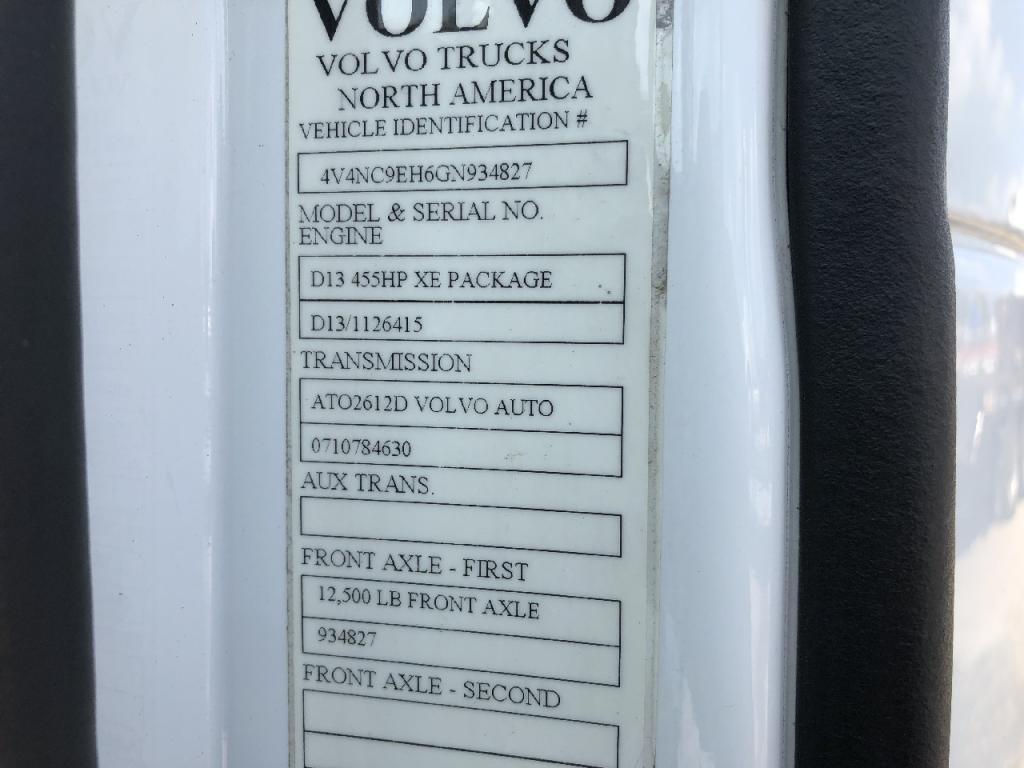 VOLVO
VOLVO TRUCKS
NORTH AMERICA
VEHICLE IDENTIFICATION #
4V4NC9EH6GN934827
MODEL & SERIAL NO.
ENGINE
D13 455HP XE PACKAGE
D13/1126415
TRANSMISSION
ATO2612D VOLVO AUTO
0710784630
AUX TRANS.
FRONT AXLE - FIRST
12,500 LB FRONT AXLE
934827
FRONT AXLE - SECOND